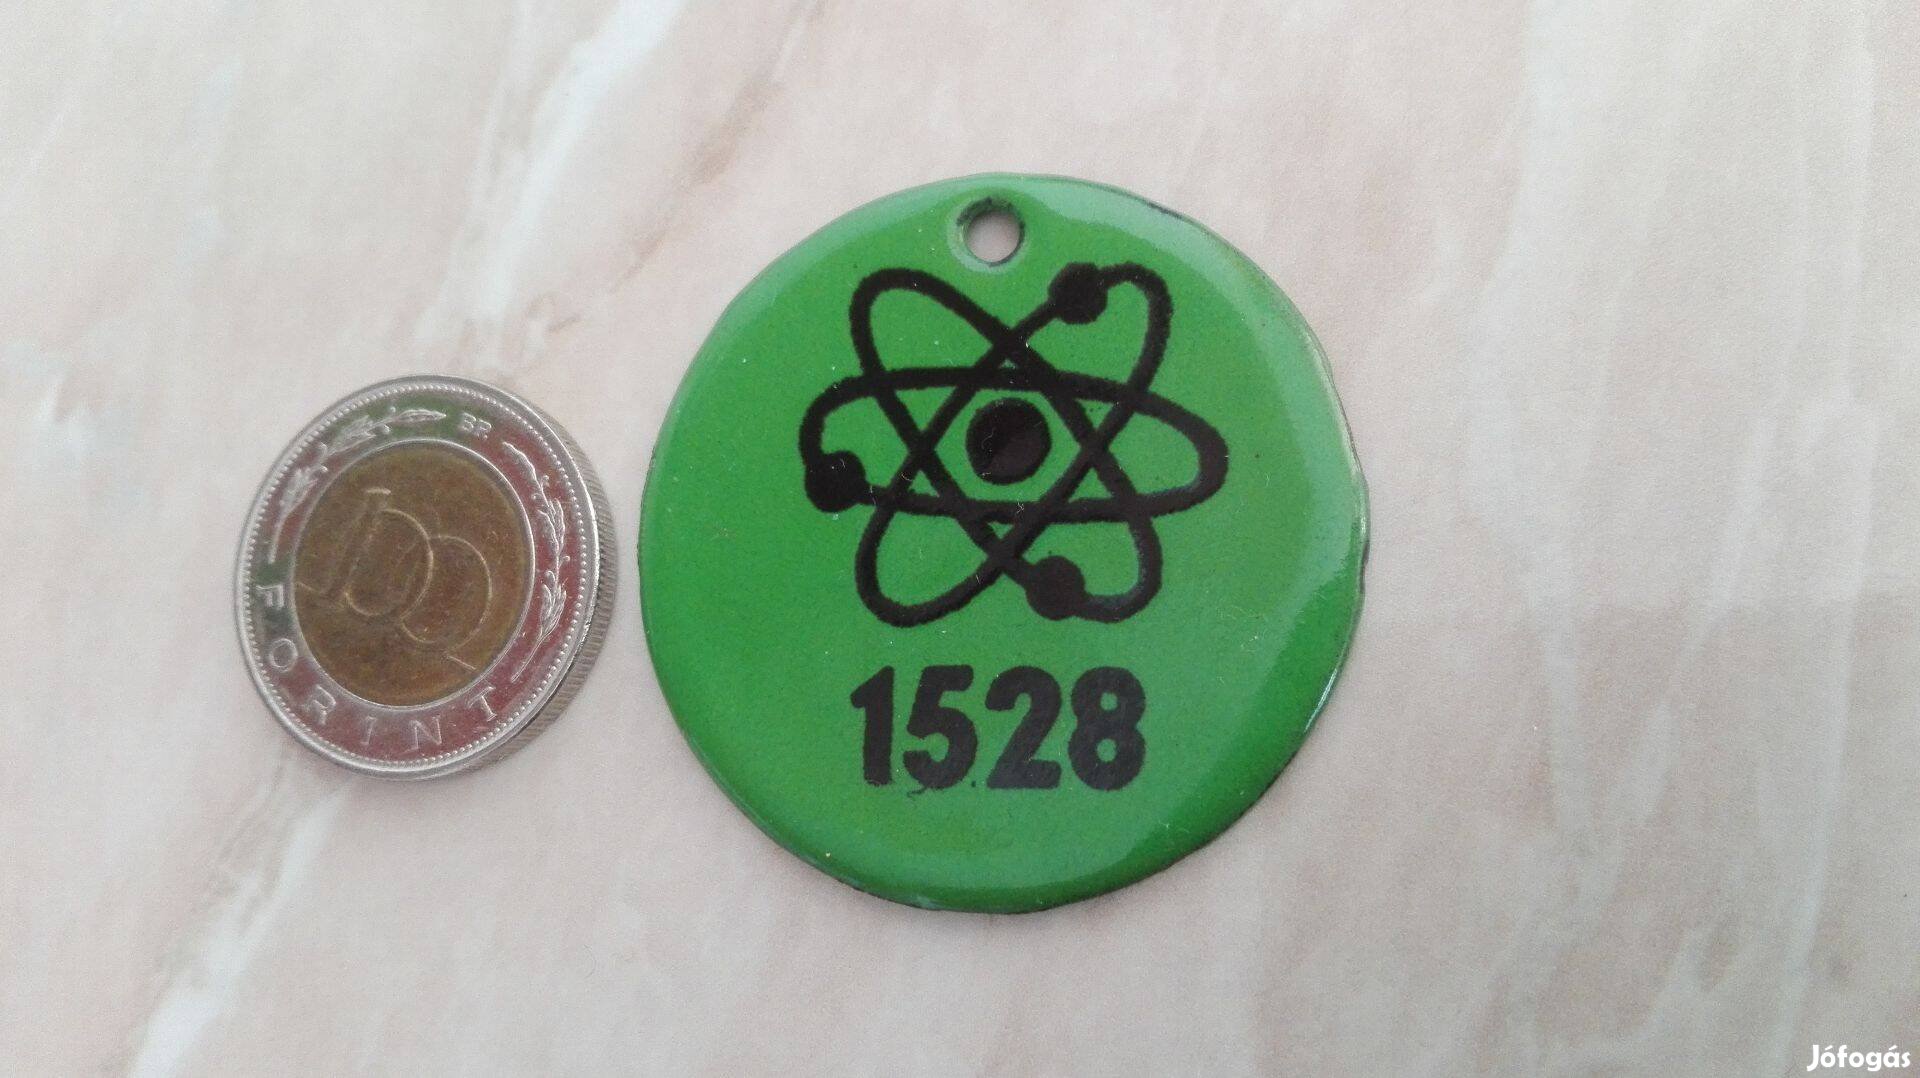 BP.
100
FORINT
1528
Jófogás